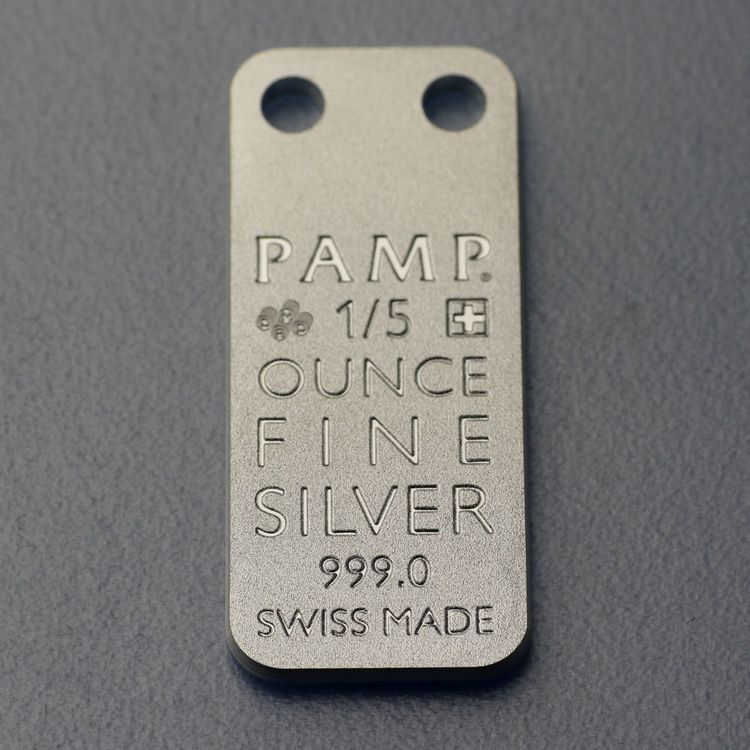 PAMP®
1/5
OUNCE
FINE
SILVER
999.0
SWISS MADE